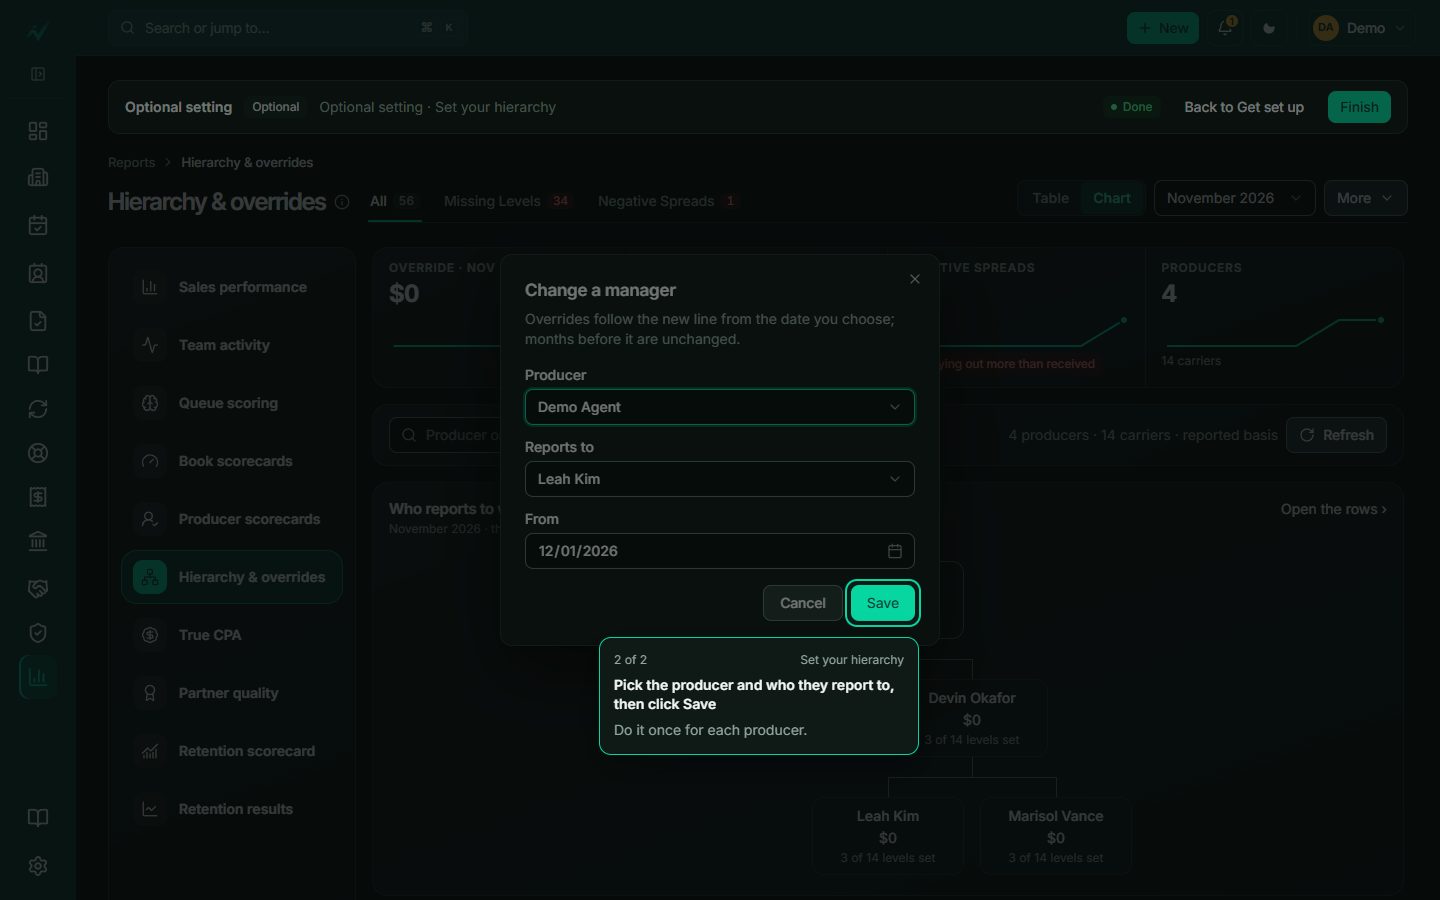 Search or jump to...
⌘ K
+ New
1
DA
Demo
Optional setting
Optional
Optional setting · Set your hierarchy
Done
Back to Get set up
Finish
Reports > Hierarchy & overrides
Hierarchy & overrides
All 56
Missing Levels 34
Negative Spreads 1
Table
Chart
November 2026
More
Sales performance
Team activity
Queue scoring
Book scorecards
Producer scorecards
Hierarchy & overrides
True CPA
Partner quality
Retention scorecard
Retention results
OVERRIDE · NOV
$0
TIVE SPREADS
ying out more than received
PRODUCERS
4
14 carriers
Producer o
4 producers · 14 carriers · reported basis
Refresh
Who reports to
November 2026 · th
Open the rows ›
Change a manager
Overrides follow the new line from the date you choose;
months before it are unchanged.
Producer
Demo Agent
Reports to
Leah Kim
From
12/01/2026
Cancel
Save
2 of 2
Set your hierarchy
Pick the producer and who they report to,
then click Save
Do it once for each producer.
Devin Okafor
$0
3 of 14 levels set
Leah Kim
$0
3 of 14 levels set
Marisol Vance
$0
3 of 14 levels set